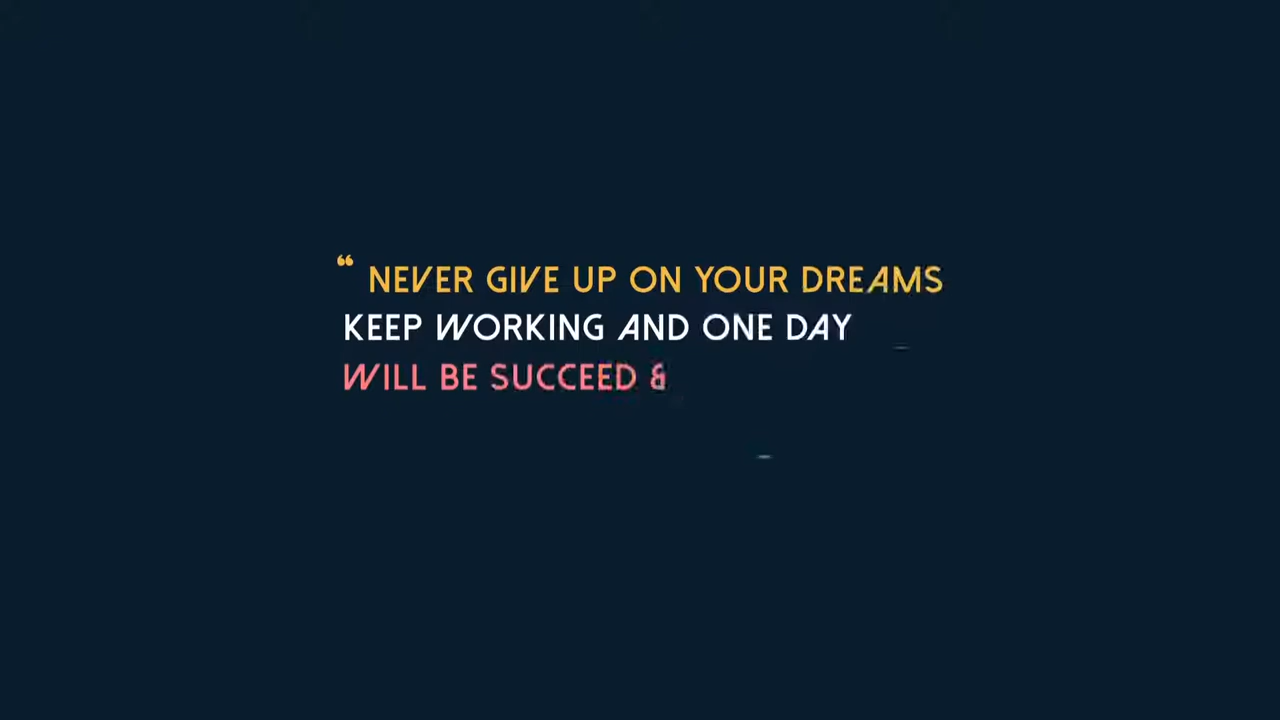 “ NEVER GIVE UP ON YOUR DREAMS
KEEP WORKING AND ONE DAY
WILL BE SUCCEED &